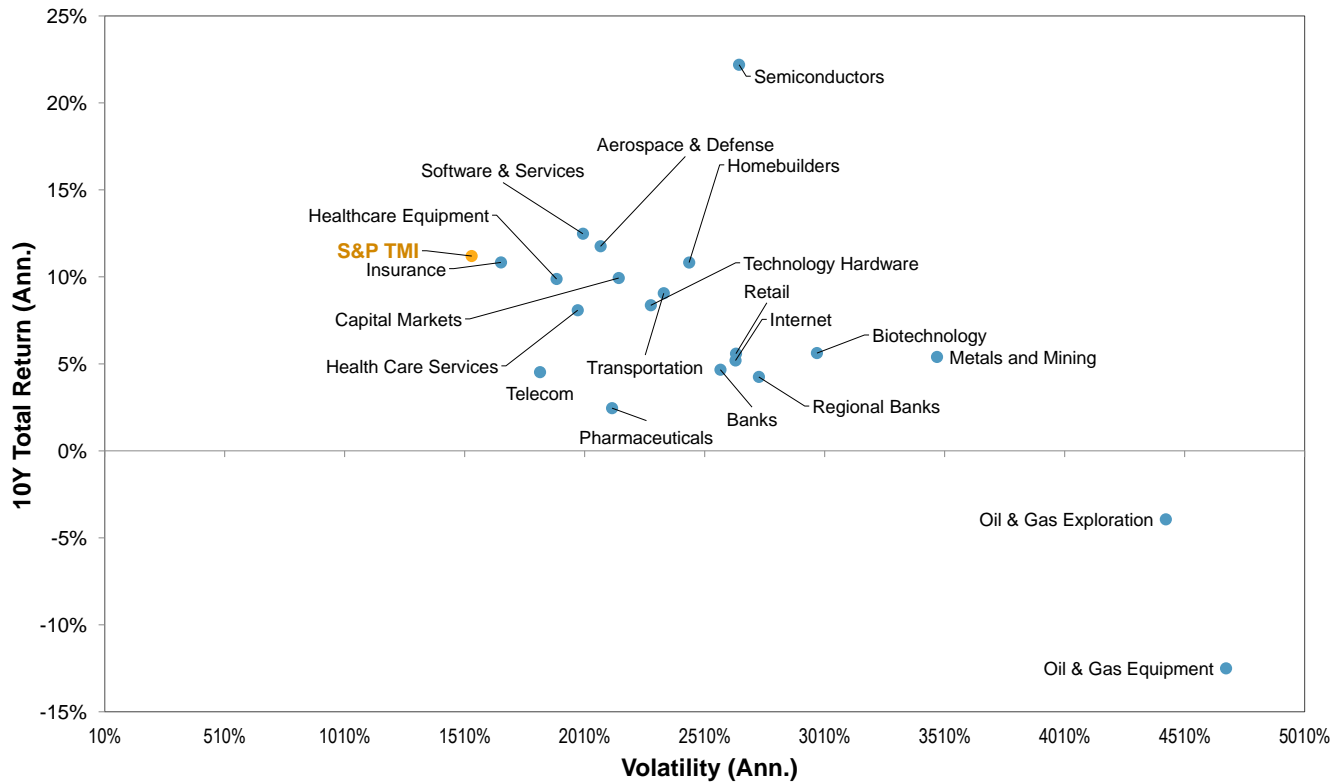 25%
20%
15%
10%
5%
0%
-5%
-10%
-15%
10Y Total Return (Ann.)
Semiconductors
Aerospace & Defense
Homebuilders
Software & Services
Healthcare Equipment
S&P TMI
Insurance
Technology Hardware
Retail
Capital Markets
Internet
Biotechnology
Metals and Mining
Health Care Services
Transportation
Telecom
Regional Banks
Banks
Pharmaceuticals
Oil & Gas Exploration
Oil & Gas Equipment
10% 510% 1010% 1510% 2010% 2510% 3010% 3510% 4010% 4510% 5010%
Volatility (Ann.)